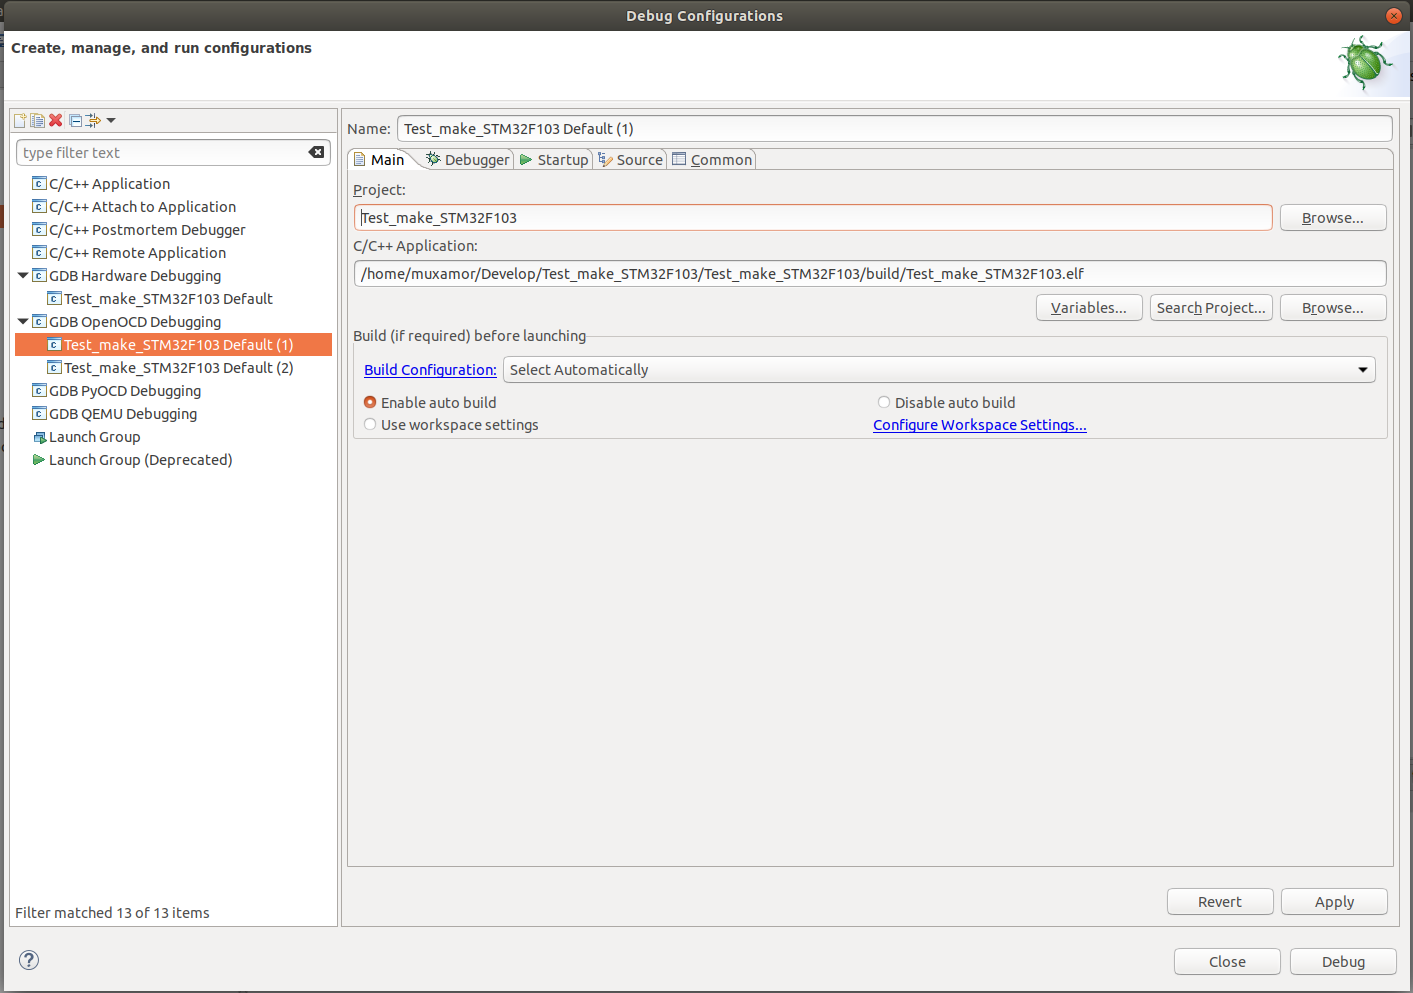 Debug Configurations
Create, manage, and run configurations
type filter text
C/C++ Application
C/C++ Attach to Application
C/C++ Postmortem Debugger
C/C++ Remote Application
GDB Hardware Debugging
Test_make_STM32F103 Default
GDB OpenOCD Debugging
Test_make_STM32F103 Default (1)
Test_make_STM32F103 Default (2)
GDB PyOCD Debugging
GDB QEMU Debugging
Launch Group
Launch Group (Deprecated)
Filter matched 13 of 13 items
Name: Test_make_STM32F103 Default (1)
Main Debugger Startup Source Common
Project:
Test_make_STM32F103 Browse...
C/C++ Application:
/home/muxamor/Develop/Test_make_STM32F103/Test_make_STM32F103/build/Test_make_STM32F103.elf
Variables... Search Project... Browse...
Build (if required) before launching
Build Configuration: Select Automatically
Enable auto build Disable auto build
Use workspace settings Configure Workspace Settings...
Revert Apply
Close Debug